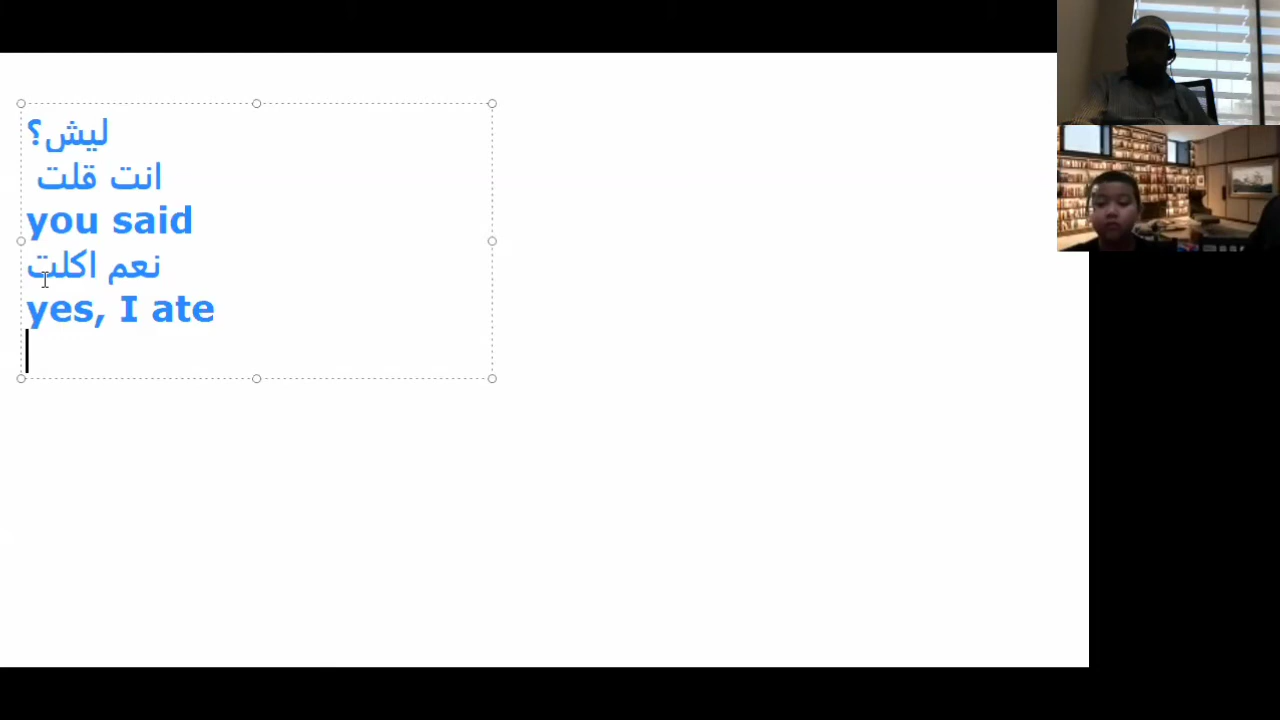 ليش؟
انت قلت
you said
نعم اكلت
yes, I ate